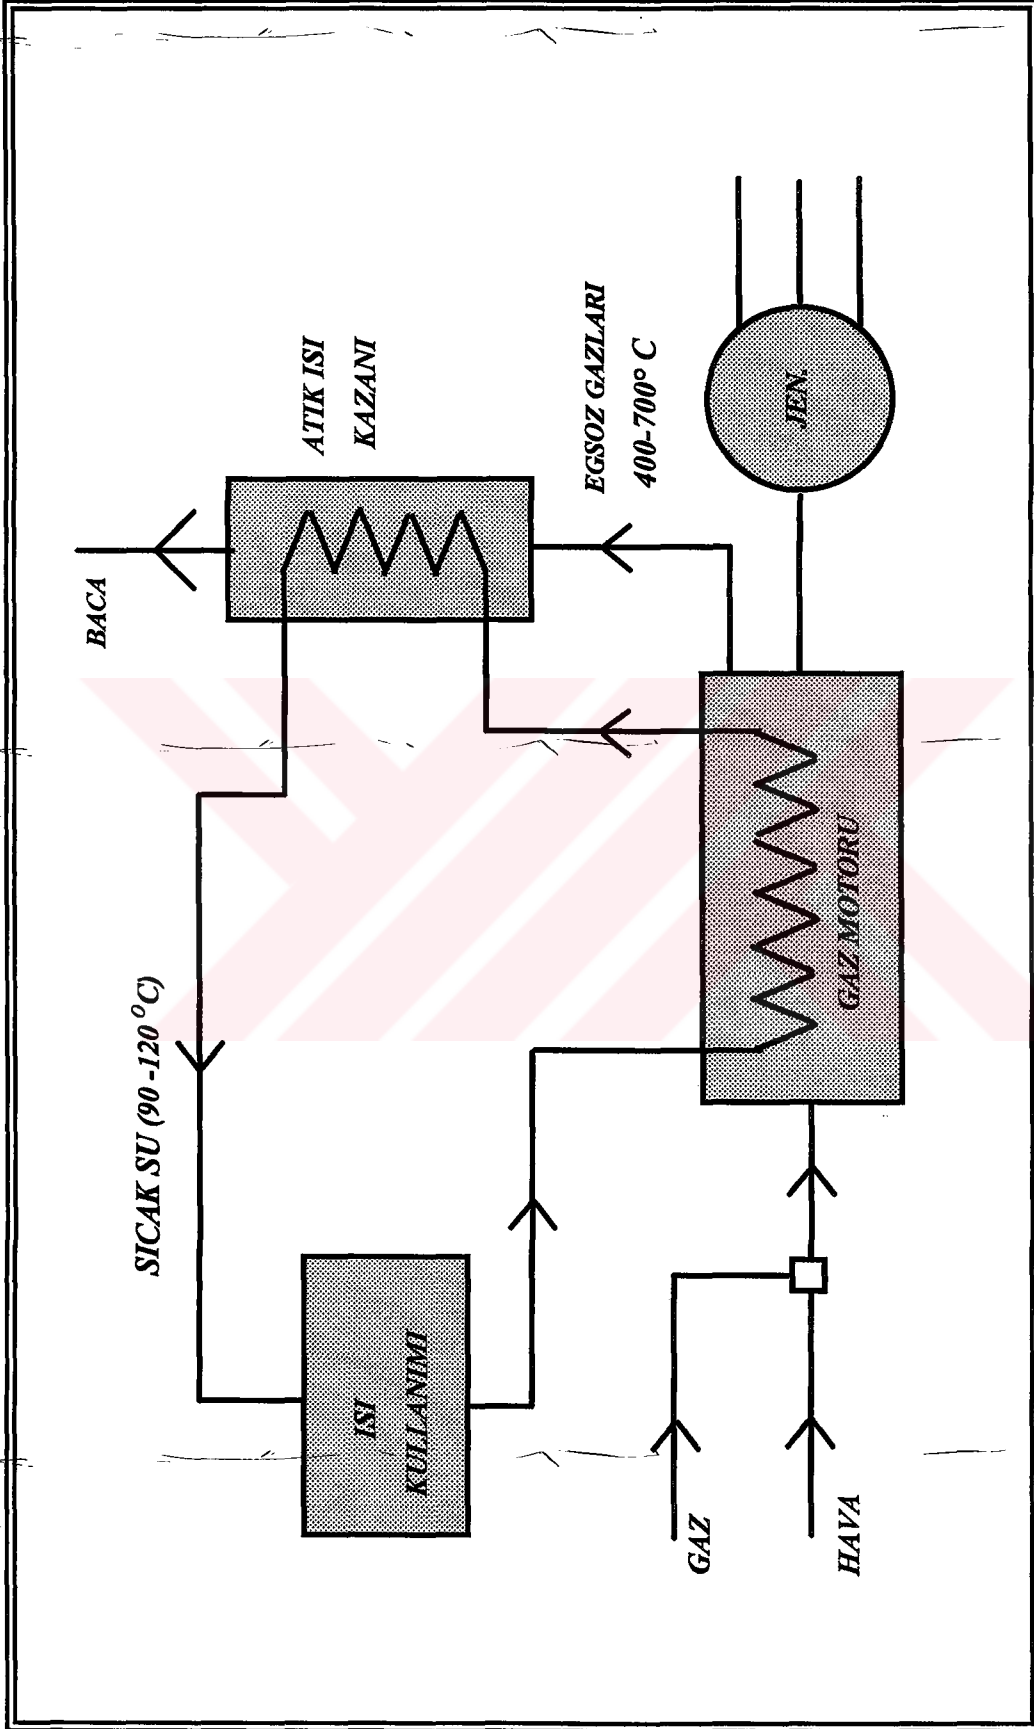 BACA
ATIK ISI
KAZANI
SICAK SU (90 -120 °C)
EGSOZ GAZLARI
400-700° C
ISI
KULLANIMI
JEN.
GAZ MOTORU
GAZ
HAVA